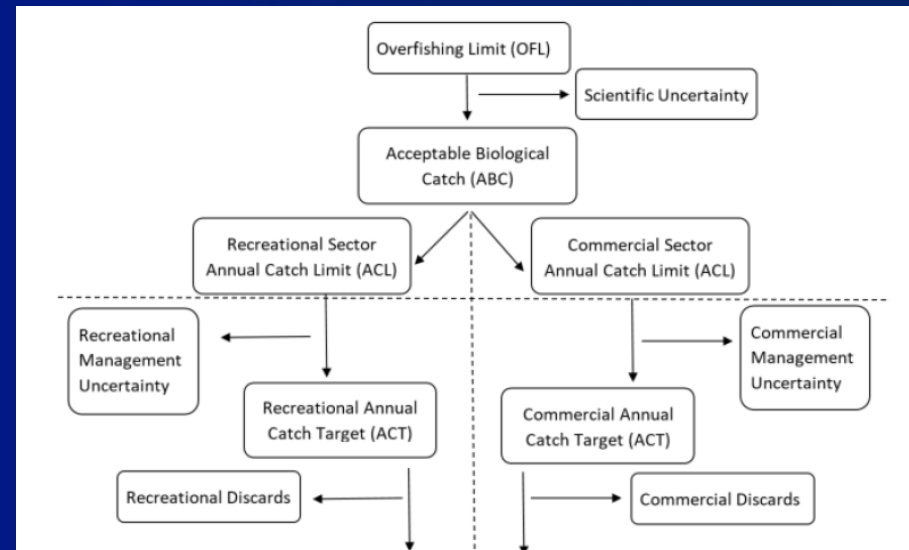 Overfishing Limit (OFL)
Scientific Uncertainty
Acceptable Biological
Catch (ABC)
Recreational Sector
Annual Catch Limit (ACL)
Commercial Sector
Annual Catch Limit (ACL)
Recreational
Management
Uncertainty
Commercial
Management
Uncertainty
Recreational Annual
Catch Target (ACT)
Commercial Annual
Catch Target (ACT)
Recreational Discards
Commercial Discards